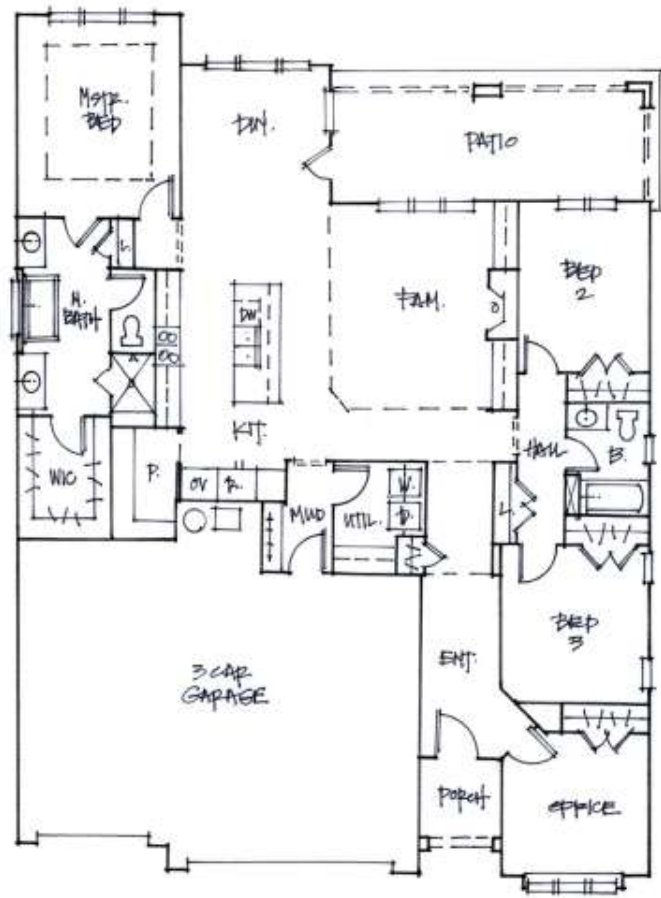 MSTR.
BED
DIN.
PATIO
L.
BED
2
M.
BATH
FAM.
DW
KIT.
HALL
B.
WIC
P.
OV
R.
MUD
UTIL.
W.
D.
L.
BED
3
ENT.
3 CAR
GARAGE
PORCH
OFFICE